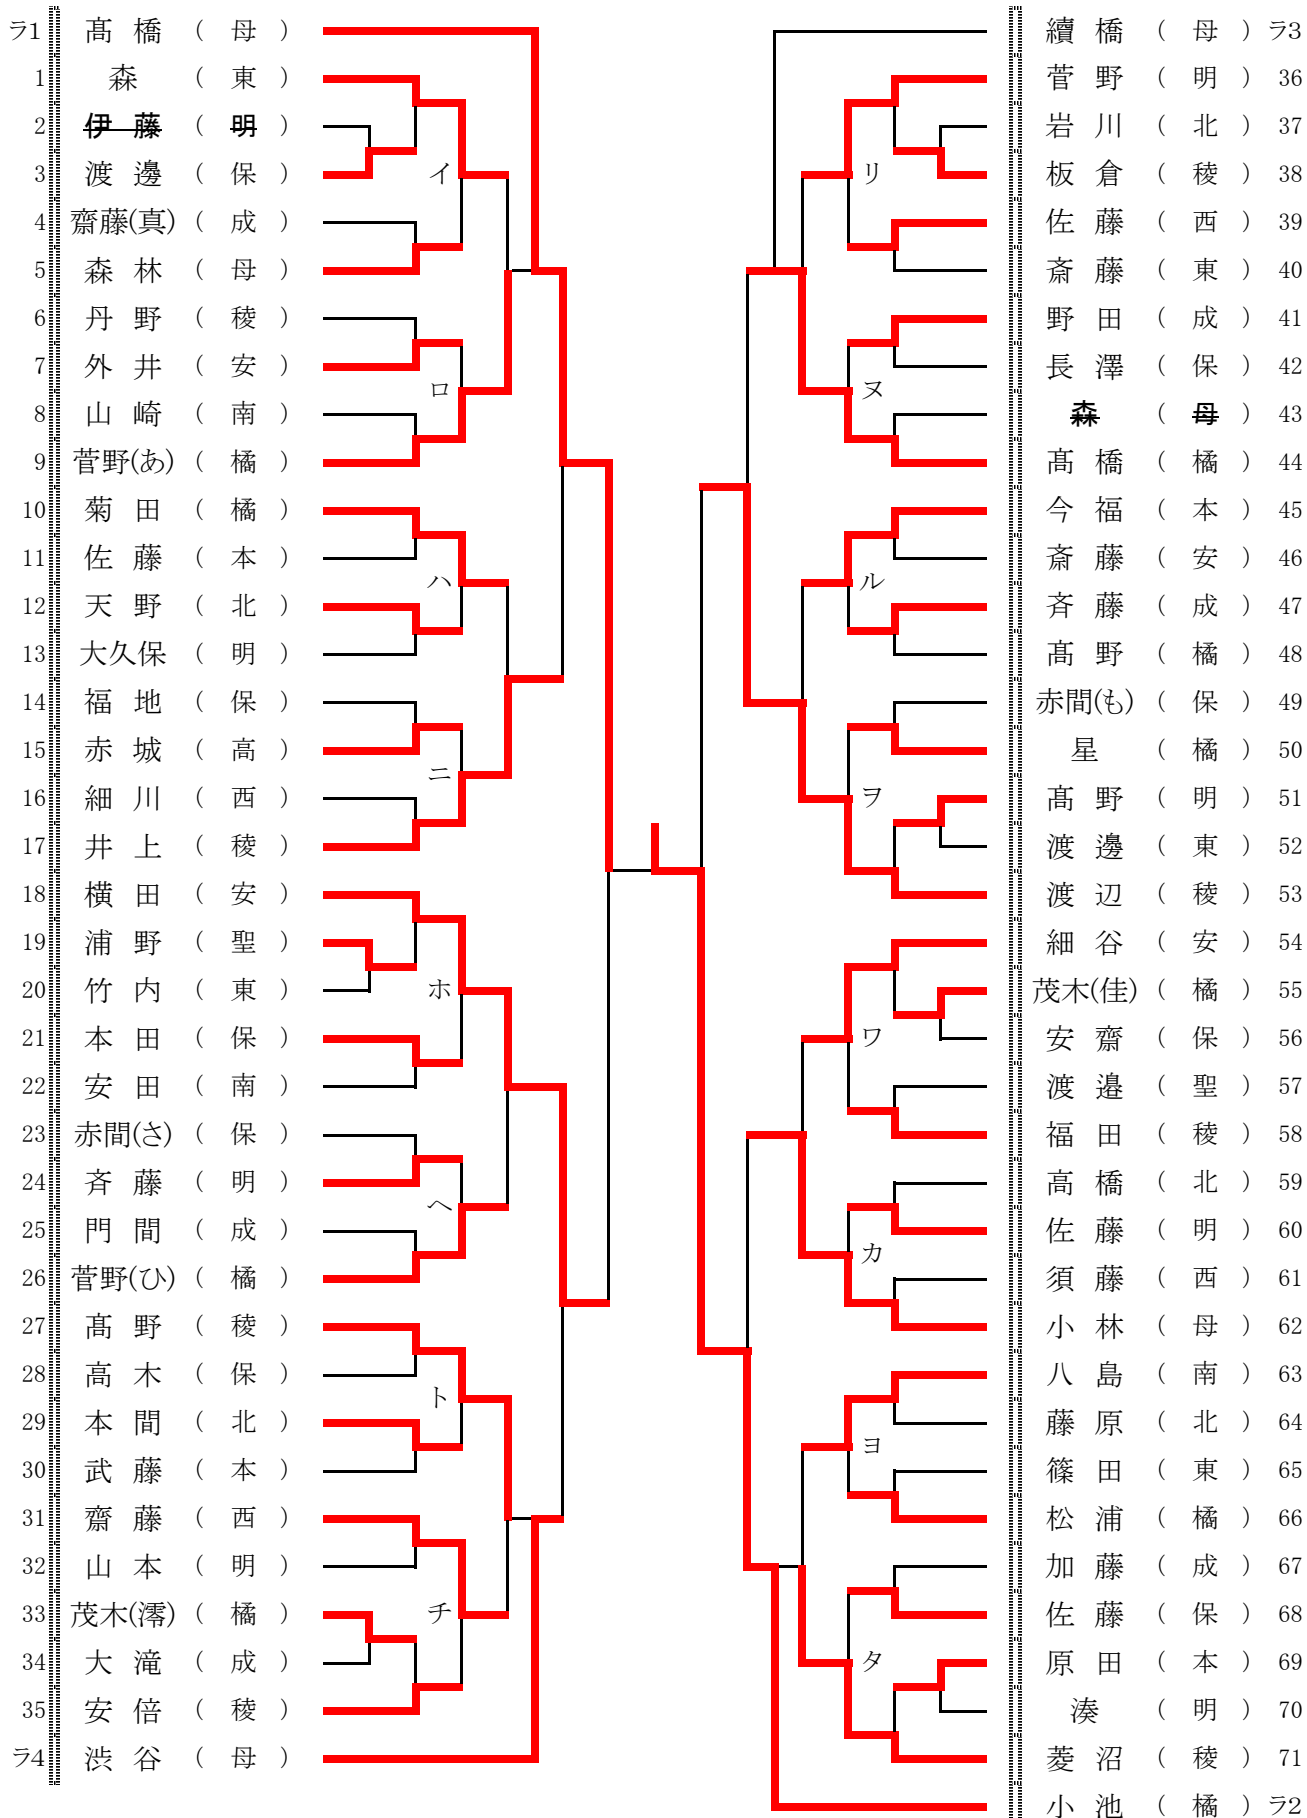 ラ1 髙橋 (母)
1 森 (東)
2 伊藤 (明)
3 渡邊 (保)
イ
4 齋藤(真) (成)
5 森林 (母)
6 丹野 (稜)
7 外井 (安)
ロ
8 山崎 (南)
9 菅野(あ) (橘)
10 菊田 (橘)
11 佐藤 (本)
ハ
12 天野 (北)
13 大久保 (明)
14 福地 (保)
15 赤城 (高)
ニ
16 細川 (西)
17 井上 (稜)
18 横田 (安)
19 浦野 (聖)
20 竹内 (東)
ホ
21 本田 (保)
22 安田 (南)
23 赤間(さ) (保)
24 斉藤 (明)
ヘ
25 門間 (成)
26 菅野(ひ) (橘)
27 髙野 (稜)
28 高木 (保)
ト
29 本間 (北)
30 武藤 (本)
31 齋藤 (西)
32 山本 (明)
33 茂木(澪) (橘)
チ
34 大滝 (成)
35 安倍 (稜)
ラ4 渋谷 (母)
續橋 (母) ラ3
菅野 (明) 36
岩川 (北) 37
板倉 (稜) 38
リ
佐藤 (西) 39
斎藤 (東) 40
野田 (成) 41
長澤 (保) 42
ヌ
森 (母) 43
髙橋 (橘) 44
今福 (本) 45
斎藤 (安) 46
ル
斉藤 (成) 47
髙野 (橘) 48
赤間(も) (保) 49
星 (橘) 50
髙野 (明) 51
ヲ
渡邊 (東) 52
渡辺 (稜) 53
細谷 (安) 54
茂木(佳) (橘) 55
安齋 (保) 56
ワ
渡邉 (聖) 57
福田 (稜) 58
高橋 (北) 59
佐藤 (明) 60
カ
須藤 (西) 61
小林 (母) 62
八島 (南) 63
藤原 (北) 64
ヨ
篠田 (東) 65
松浦 (橘) 66
加藤 (成) 67
佐藤 (保) 68
原田 (本) 69
タ
湊 (明) 70
菱沼 (稜) 71
小池 (橘) ラ2